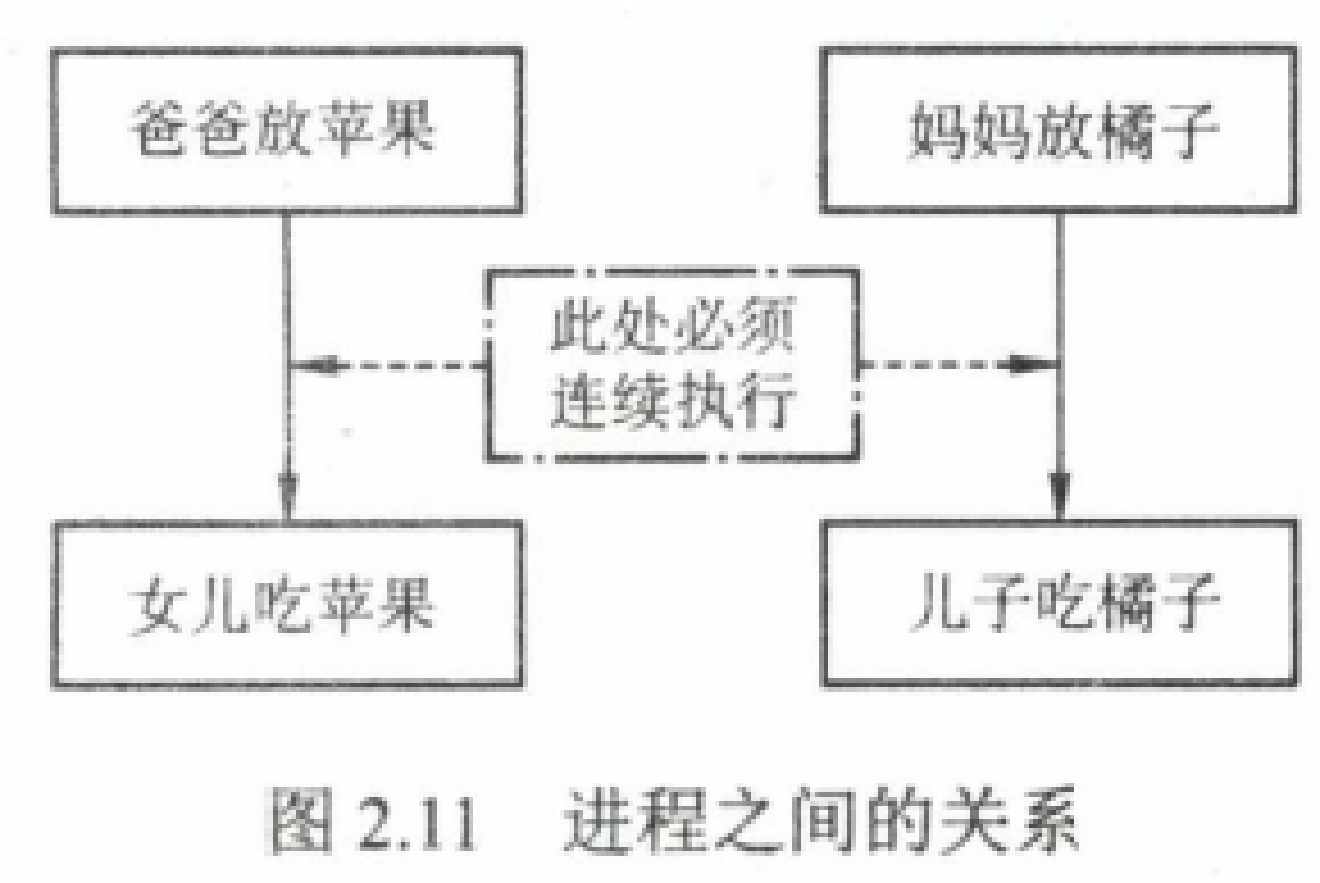 爸爸放苹果
妈妈放橘子
此处必须
连续执行
女儿吃苹果
儿子吃橘子
图 2.11 进程之间的关系